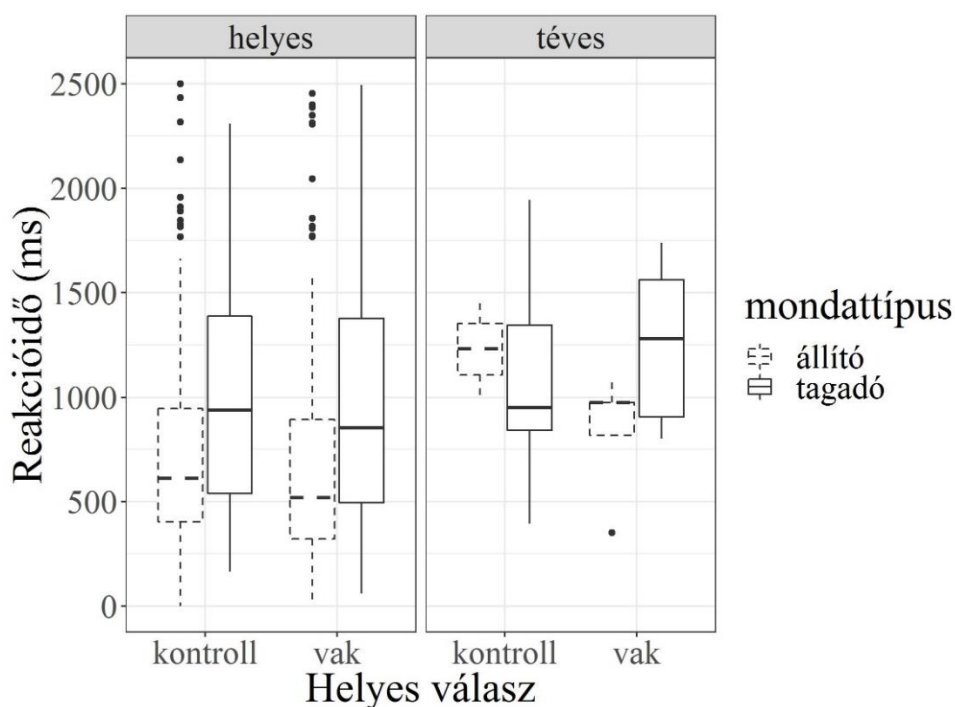 helyes
téves
Reakcióidő (ms)
2500
2000
1500
1000
500
0
kontroll
vak
kontroll
vak
Helyes válasz
mondattípus
állító
tagadó